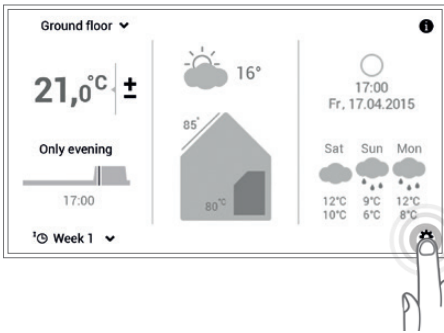 Ground floor
21,0°C ±
Only evening
17:00
1 Week 1
16°
85°
80°C
17:00
Fr, 17.04.2015
Sat Sun Mon
12°C 9°C 12°C
10°C 6°C 8°C